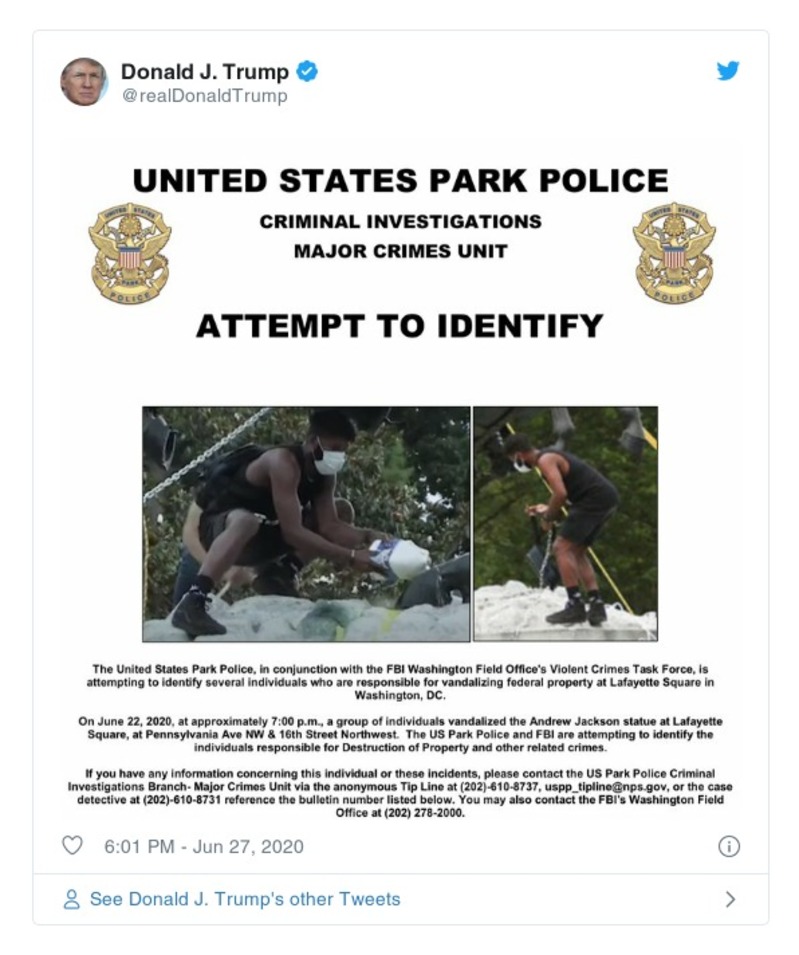 Donald J. Trump
@realDonaldTrump
UNITED STATES PARK POLICE
CRIMINAL INVESTIGATIONS
MAJOR CRIMES UNIT
UNITED STATES
PARK
POLICE
UNITED STATES
PARK
POLICE
ATTEMPT TO IDENTIFY
The United States Park Police, in conjunction with the FBI Washington Field Office's Violent Crimes Task Force, is
attempting to identify several individuals who are responsible for vandalizing federal property at Lafayette Square in
Washington, DC.
On June 22, 2020, at approximately 7:00 p.m., a group of individuals vandalized the Andrew Jackson statue at Lafayette
Square, at Pennsylvania Ave NW & 16th Street Northwest. The US Park Police and FBI are attempting to identify the
individuals responsible for Destruction of Property and other related crimes.
If you have any information concerning this individual or these incidents, please contact the US Park Police Criminal
Investigations Branch- Major Crimes Unit via the anonymous Tip Line at (202)-610-8737, uspp_tipline@nps.gov, or the case
detective at (202)-610-8731 reference the bulletin number listed below. You may also contact the FBI's Washington Field
Office at (202) 278-2000.
6:01 PM - Jun 27, 2020
See Donald J. Trump's other Tweets